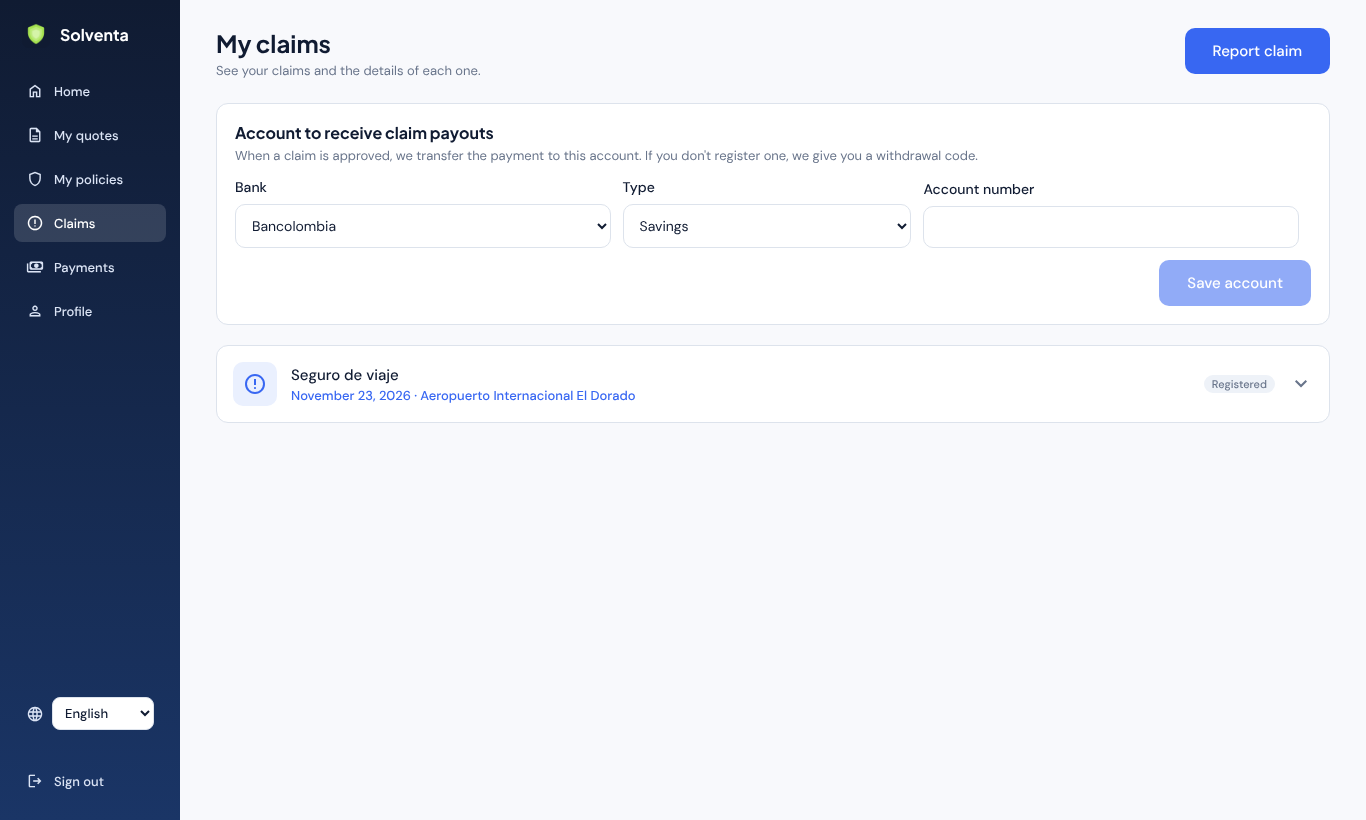 Solventa
Home
My quotes
My policies
Claims
Payments
Profile
English
Sign out
My claims
See your claims and the details of each one.
Report claim
Account to receive claim payouts
When a claim is approved, we transfer the payment to this account. If you don't register one, we give you a withdrawal code.
Bank
Type
Account number
Bancolombia
Savings
Save account
Seguro de viaje
November 23, 2026 · Aeropuerto Internacional El Dorado
Registered